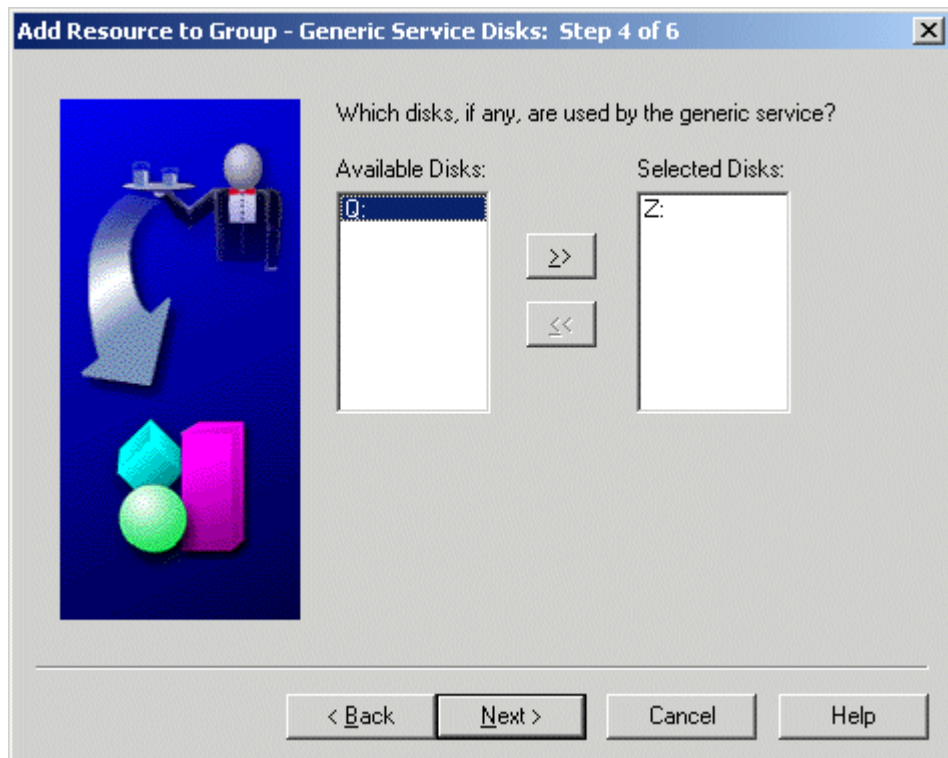 Add Resource to Group - Generic Service Disks: Step 4 of 6
Which disks, if any, are used by the generic service?
Available Disks:
Selected Disks:
Q:
Z:
>>
<<
< Back
Next >
Cancel
Help